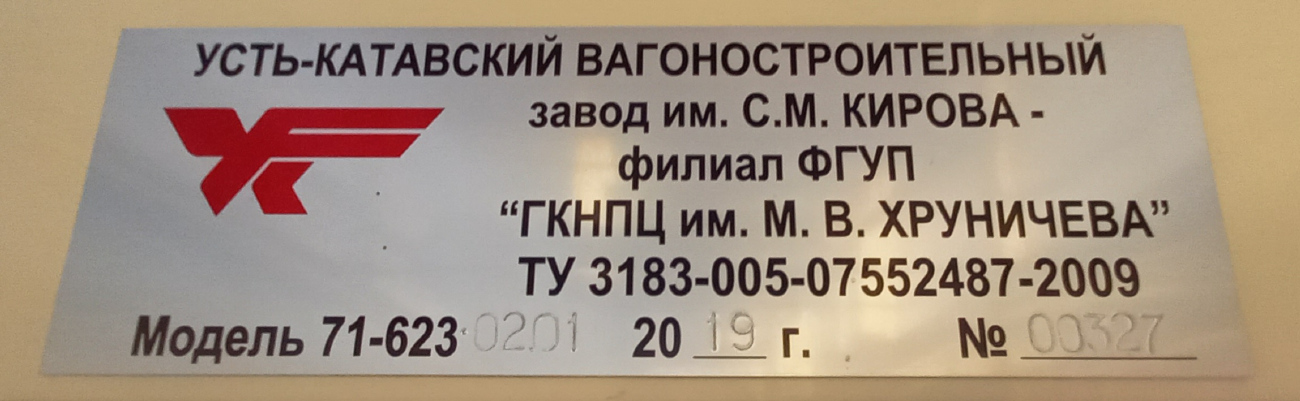 УСТЬ-КАТАВСКИЙ ВАГОНОСТРОИТЕЛЬНЫЙ
завод им. С.М. КИРОВА -
филиал ФГУП
“ГКНПЦ им. М. В. ХРУНИЧЕВА”
ТУ 3183-005-07552487-2009
Модель 71-623-02.01 2019 г. № 00327